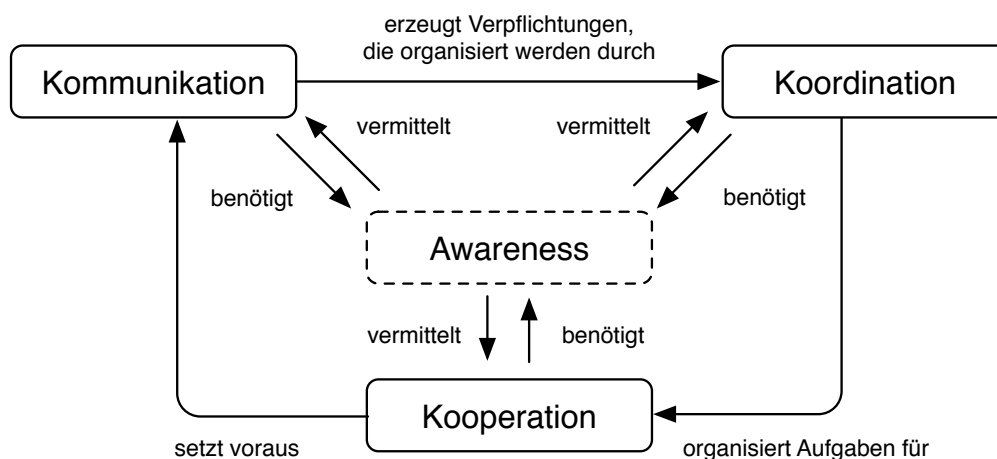 erzeugt Verpflichtungen,
die organisiert werden durch
Kommunikation
Koordination
vermittelt
vermittelt
benötigt
benötigt
Awareness
vermittelt
benötigt
Kooperation
setzt voraus
organisiert Aufgaben für